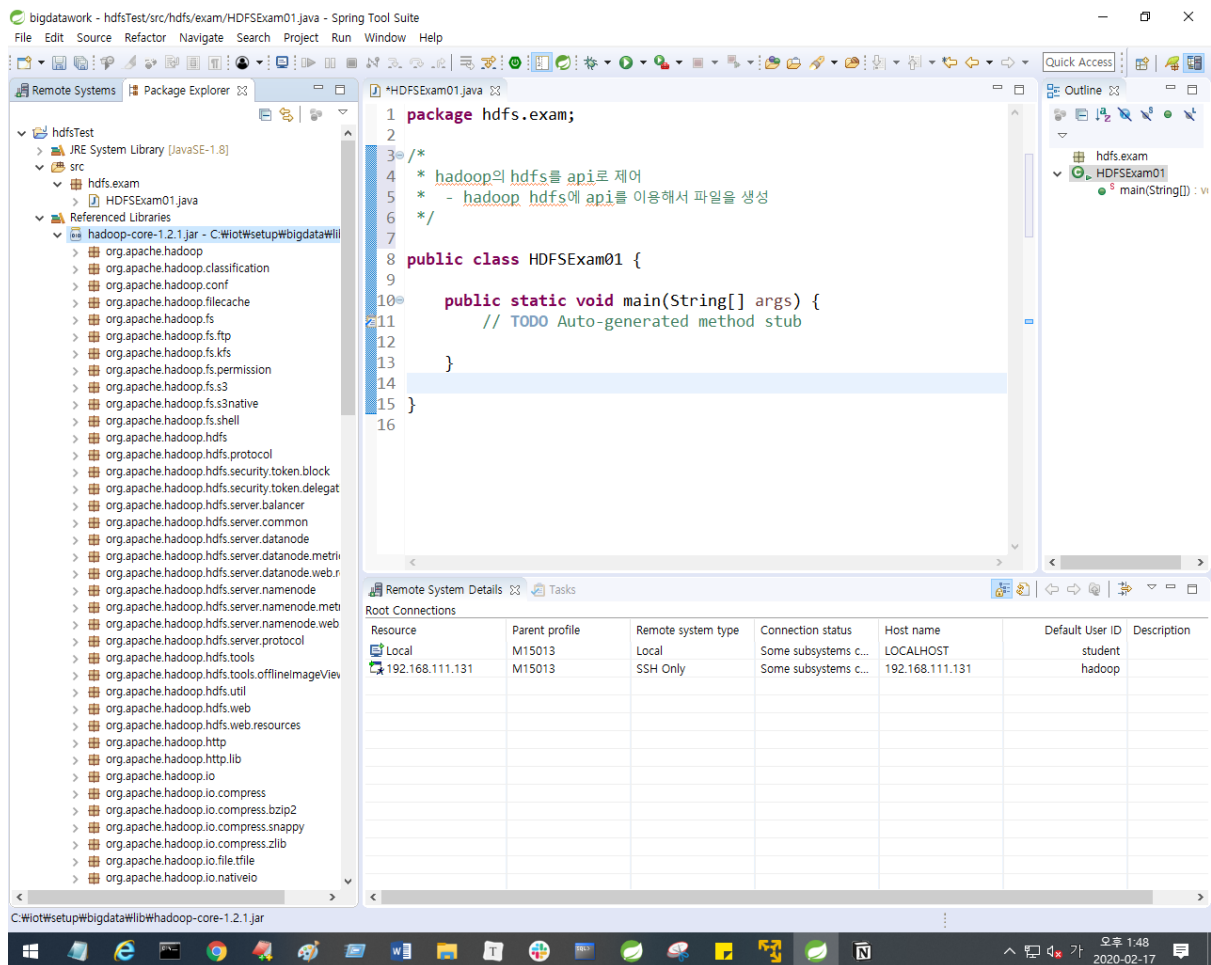 bigdatawork - hdfsTest/src/hdfs/exam/HDFSExam01.java - Spring Tool Suite
File Edit Source Refactor Navigate Search Project Run Window Help
Quick Access
Remote Systems
Package Explorer
hdfsTest
JRE System Library [JavaSE-1.8]
src
hdfs.exam
HDFSExam01.java
Referenced Libraries
hadoop-core-1.2.1.jar - C:₩iot₩setup₩bigdata₩li
org.apache.hadoop
org.apache.hadoop.classification
org.apache.hadoop.conf
org.apache.hadoop.filecache
org.apache.hadoop.fs
org.apache.hadoop.fs.ftp
org.apache.hadoop.fs.kfs
org.apache.hadoop.fs.permission
org.apache.hadoop.fs.s3
org.apache.hadoop.fs.s3native
org.apache.hadoop.fs.shell
org.apache.hadoop.hdfs
org.apache.hadoop.hdfs.protocol
org.apache.hadoop.hdfs.security.token.block
org.apache.hadoop.hdfs.security.token.delegat
org.apache.hadoop.hdfs.server.balancer
org.apache.hadoop.hdfs.server.common
org.apache.hadoop.hdfs.server.datanode
org.apache.hadoop.hdfs.server.datanode.metri
org.apache.hadoop.hdfs.server.datanode.web.r
org.apache.hadoop.hdfs.server.namenode
org.apache.hadoop.hdfs.server.namenode.met
org.apache.hadoop.hdfs.server.namenode.web
org.apache.hadoop.hdfs.server.protocol
org.apache.hadoop.hdfs.tools
org.apache.hadoop.hdfs.tools.offlineImageView
org.apache.hadoop.hdfs.util
org.apache.hadoop.hdfs.web
org.apache.hadoop.hdfs.web.resources
org.apache.hadoop.http
org.apache.hadoop.http.lib
org.apache.hadoop.io
org.apache.hadoop.io.compress
org.apache.hadoop.io.compress.bzip2
org.apache.hadoop.io.compress.snappy
org.apache.hadoop.io.compress.zlib
org.apache.hadoop.io.file.tfile
org.apache.hadoop.io.nativeio
*HDFSExam01.java
1 package hdfs.exam;
2
3 /*
4 * hadoop의 hdfs를 api로 제어
5 * - hadoop hdfs에 api를 이용해서 파일을 생성
6 */
7
8 public class HDFSExam01 {
9
10 public static void main(String[] args) {
11 // TODO Auto-generated method stub
12
13 }
14
15 }
16
Outline
hdfs.exam
HDFSExam01
main(String[]) : v
Remote System Details
Tasks
Root Connections
Resource Parent profile Remote system type Connection status Host name Default User ID Description
Local M15013 Local Some subsystems c... LOCALHOST student
192.168.111.131 M15013 SSH Only Some subsystems c... 192.168.111.131 hadoop
C:₩iot₩setup₩bigdata₩lib₩hadoop-core-1.2.1.jar
가
오후 1:48
2020-02-17